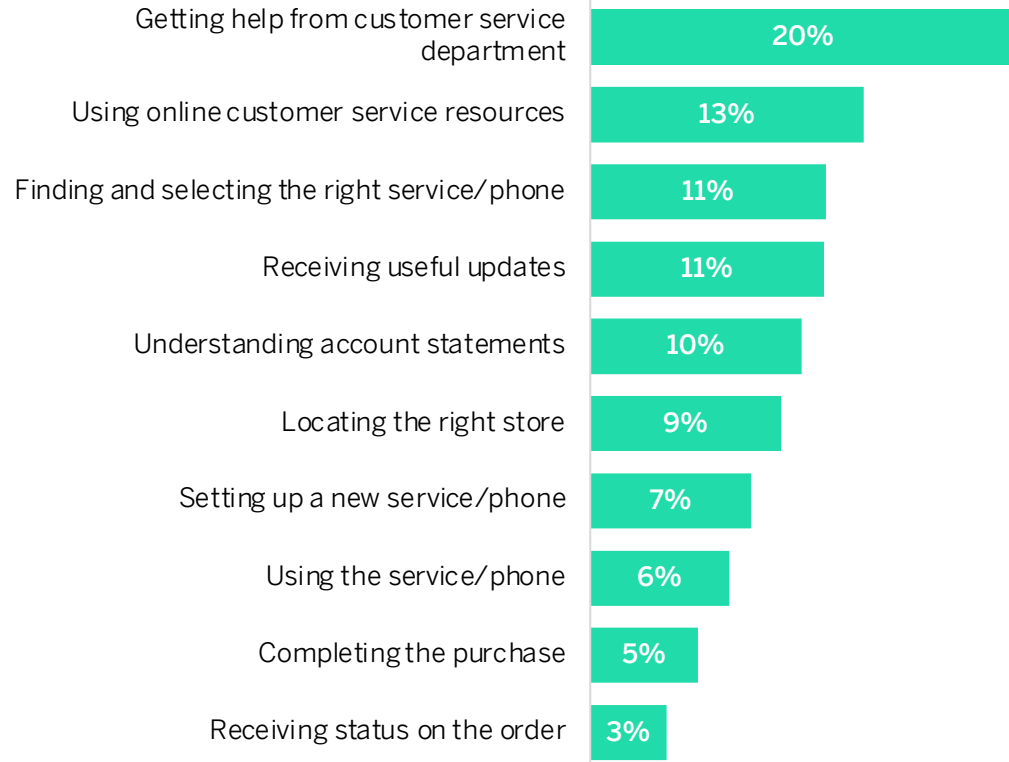 Getting help from customer service
department
20%
Using online customer service resources
13%
Finding and selecting the right service/phone
11%
Receiving useful updates
11%
Understanding account statements
10%
Locating the right store
9%
Setting up a new service/phone
7%
Using the service/phone
6%
Completing the purchase
5%
Receiving status on the order
3%